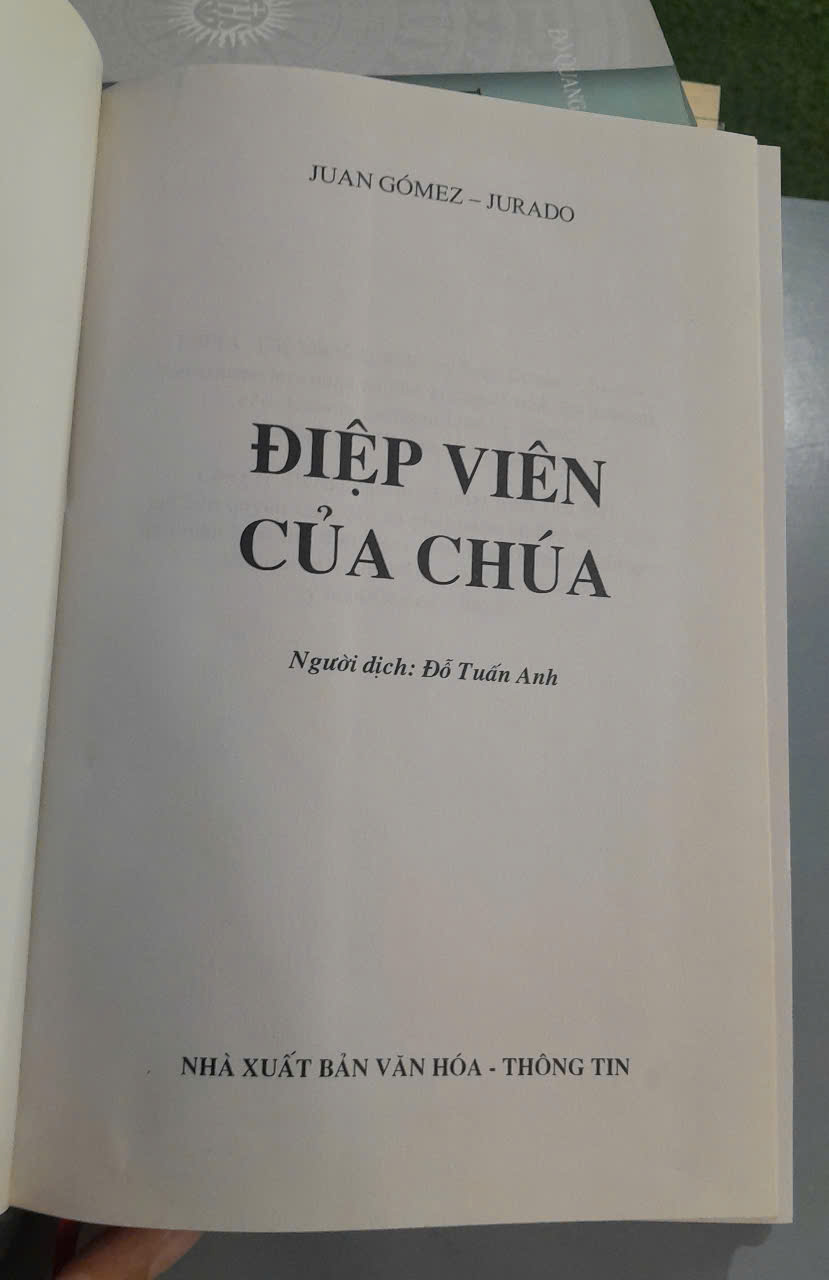 JUAN GÓMEZ – JURADO
ĐIỆP VIÊN
CỦA CHÚA
Người dịch: Đỗ Tuấn Anh
NHÀ XUẤT BẢN VĂN HÓA - THÔNG TIN